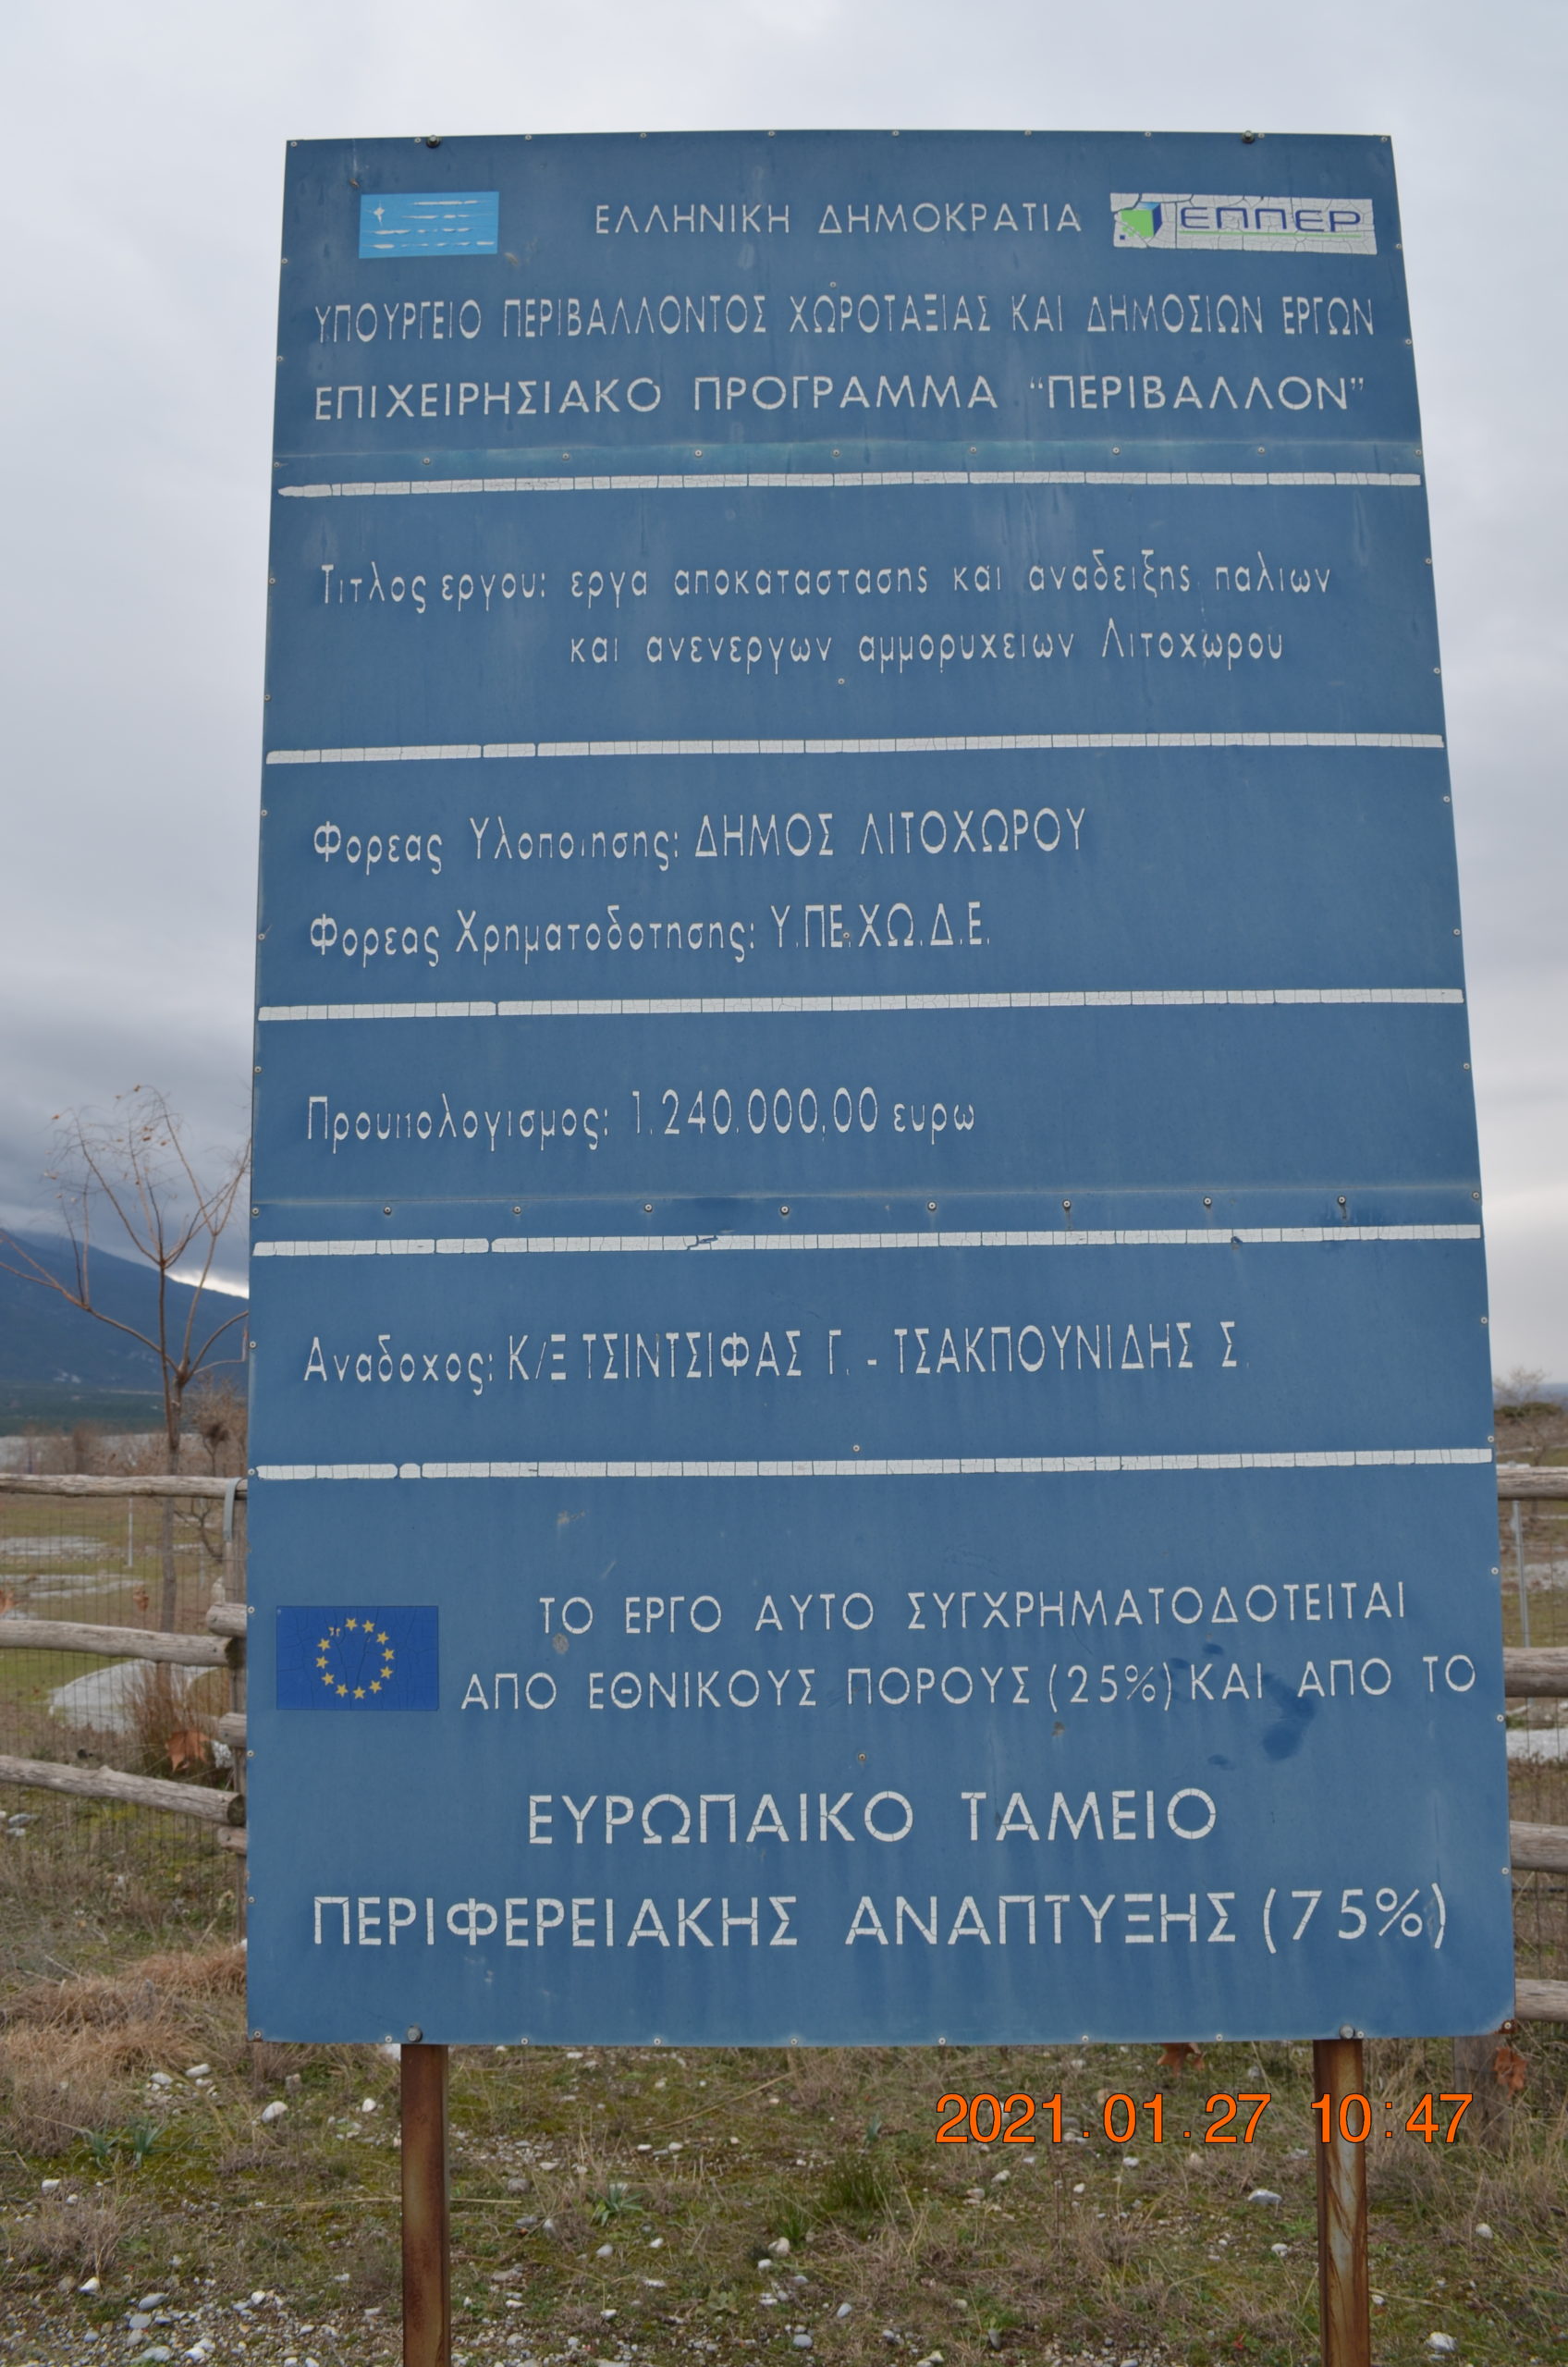 ΕΛΛΗΝΙΚΗ ΔΗΜΟΚΡΑΤΙΑ
ΕΠΠΕΡ
ΥΠΟΥΡΓΕΙΟ ΠΕΡΙΒΑΛΛΟΝΤΟΣ ΧΩΡΟΤΑΞΙΑΣ ΚΑΙ ΔΗΜΟΣΙΩΝ ΕΡΓΩΝ
ΕΠΙΧΕΙΡΗΣΙΑΚΟ ΠΡΟΓΡΑΜΜΑ “ΠΕΡΙΒΑΛΛΟΝ”
Τιτλος εργου: εργα αποκαταστασης και αναδειξης παλιων
και ανενεργων αμμορυχειων Λιτοχωρου
Φορεας Υλοποιησης: ΔΗΜΟΣ ΛΙΤΟΧΩΡΟΥ
Φορεας Χρηματοδοτησης: Υ.ΠΕ.ΧΩ.Δ.Ε.
Προυπολογισμος: 1.240.000,00 ευρω
Αναδοχος: Κ/Ξ ΤΣΙΝΤΣΙΦΑΣ Γ. - ΤΣΑΚΠΟΥΝΙΔΗΣ Σ.
ΤΟ ΕΡΓΟ ΑΥΤΟ ΣΥΓΧΡΗΜΑΤΟΔΟΤΕΙΤΑΙ
ΑΠΟ ΕΘΝΙΚΟΥΣ ΠΟΡΟΥΣ (25%) ΚΑΙ ΑΠΟ ΤΟ
ΕΥΡΩΠΑΙΚΟ ΤΑΜΕΙΟ
ΠΕΡΙΦΕΡΕΙΑΚΗΣ ΑΝΑΠΤΥΞΗΣ (75%)
2021.01.27 10:47